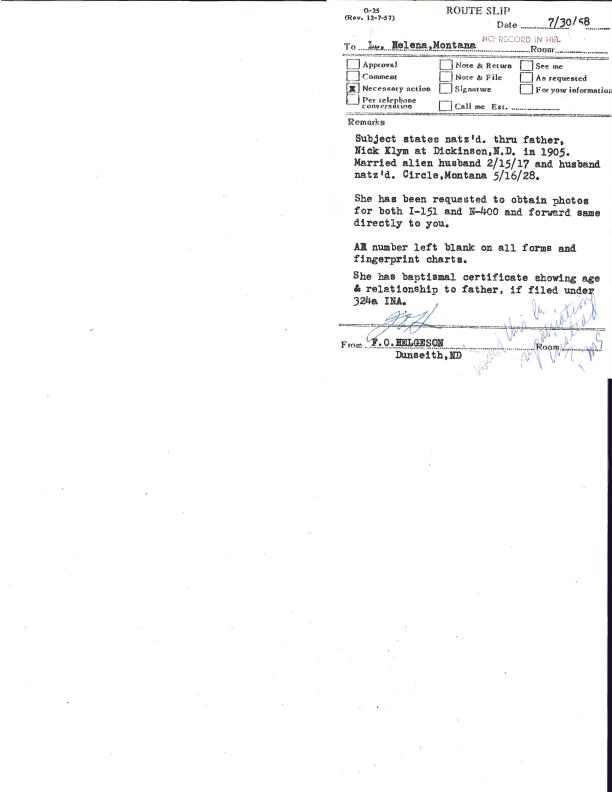 G-25
(Rev. 12-7-57)
ROUTE SLIP
Date 7/30/58
NO RECORD IN HEL
To Helena,Montana Room
Approval Note & Return See me
Comment Note & File As requested
x Necessary action Signature For your information
Per telephone conversation Call me Ext.
Remarks
Subject states natz'd. thru father,
Nick Klym at Dickinson,N.D. in 1905.
Married alien husband 2/15/17 and husband
natz'd. Circle,Montana 5/16/28.
She has been requested to obtain photos
for both I-151 and N-400 and forward same
directly to you.
AR number left blank on all forms and
fingerprint charts.
She has baptismal certificate showing age
& relationship to father, if filed under
324a INA.
From F.O.HELGESON Room
Dunseith,ND